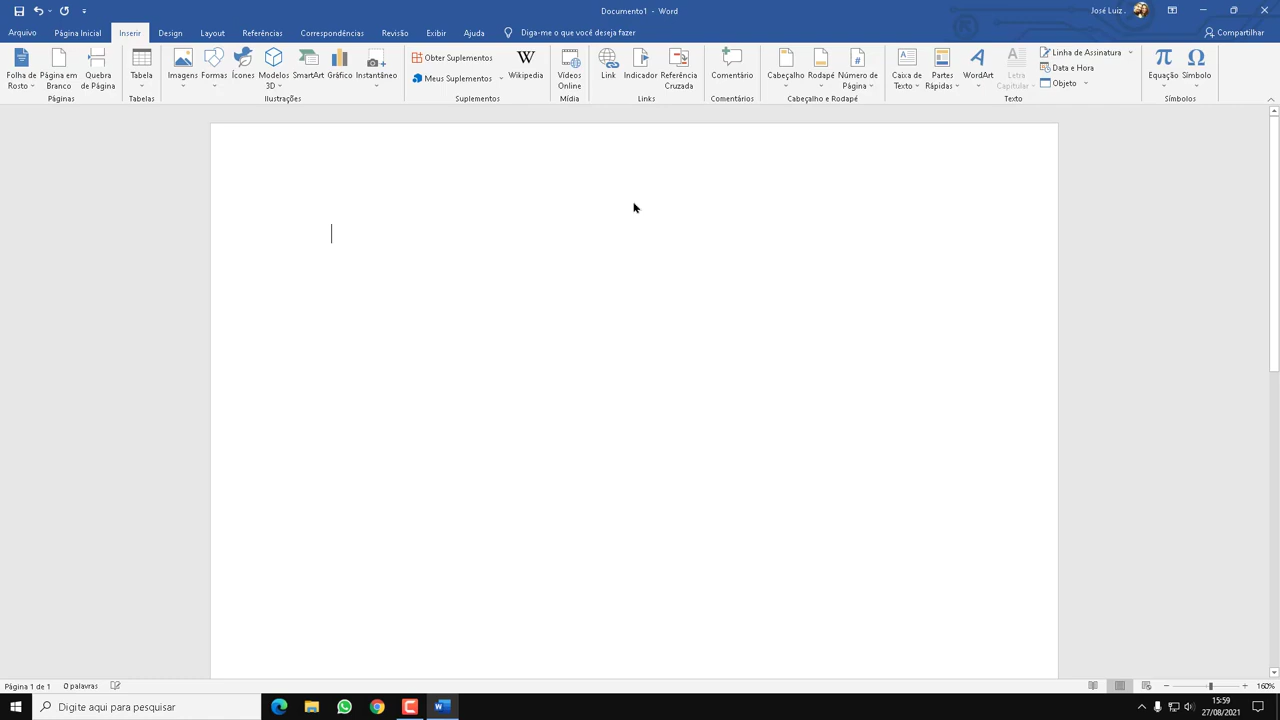 Documento1 - Word
José Luiz .
Arquivo Página Inicial Inserir Design Layout Referências Correspondências Revisão Exibir Ajuda Diga-me o que você deseja fazer Compartilhar
Folha de Rosto
Página em Branco
Quebra de Página
Páginas
Tabela
Tabelas
Imagens
Formas
Ícones
Modelos 3D
SmartArt
Gráfico
Instantâneo
Ilustrações
Obter Suplementos
Meus Suplementos
W
Wikipedia
Suplementos
Vídeos Online
Mídia
Link
Indicador
Referência Cruzada
Links
Comentário
Comentários
Cabeçalho
Rodapé
#
Número de Página
Cabeçalho e Rodapé
A
Caixa de Texto
Partes Rápidas
A
WordArt
A
Letra Capitular
Linha de Assinatura
Data e Hora
Objeto
Texto
π
Equação
Ω
Símbolo
Símbolos
Página 1 de 1 0 palavras
160%
Digite aqui para pesquisar
15:59
27/08/2021